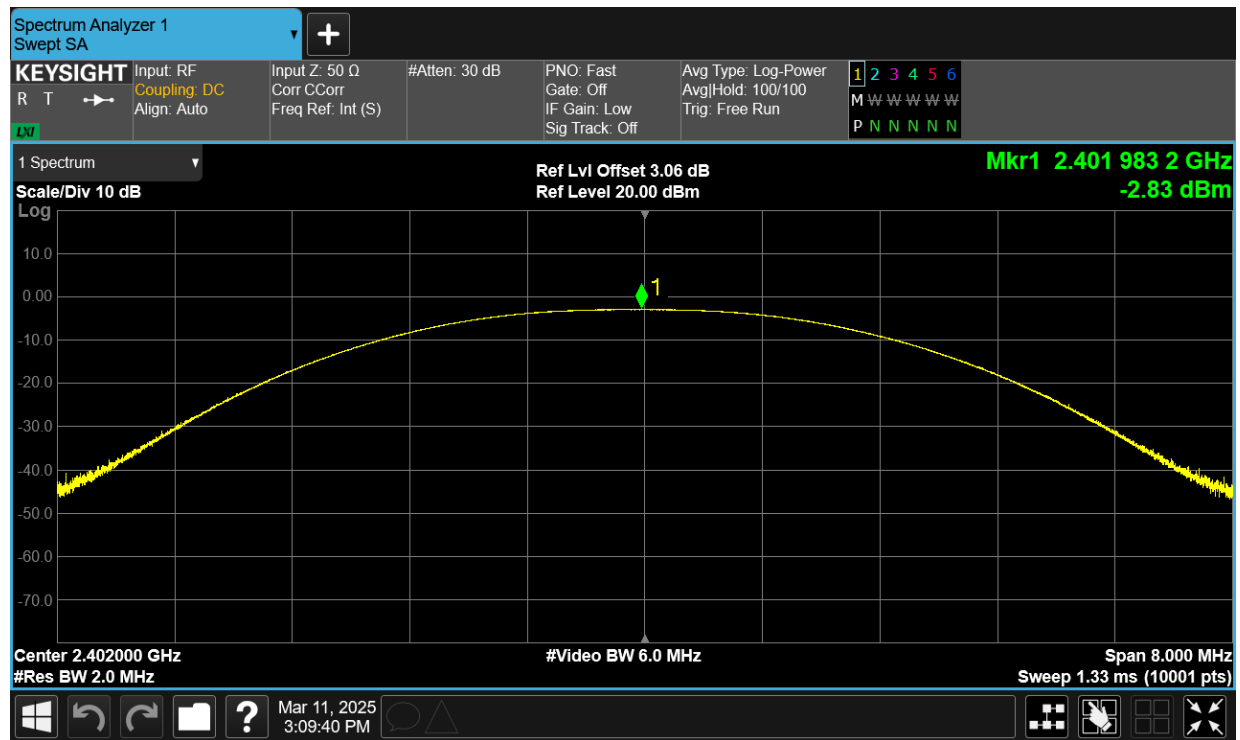 Spectrum Analyzer 1
Swept SA
KEYSIGHT
R T
LXI
Input: RF
Coupling: DC
Align: Auto
Input Z: 50 Ω
Corr CCorr
Freq Ref: Int (S)
#Atten: 30 dB
PNO: Fast
Gate: Off
IF Gain: Low
Sig Track: Off
Avg Type: Log-Power
Avg|Hold: 100/100
Trig: Free Run
1 2 3 4 5 6
M W W W W W
P N N N N N
1 Spectrum
Scale/Div 10 dB
Log
Ref Lvl Offset 3.06 dB
Ref Level 20.00 dBm
Mkr1 2.401 983 2 GHz
-2.83 dBm
1
10.0
0.00
-10.0
-20.0
-30.0
-40.0
-50.0
-60.0
-70.0
Center 2.402000 GHz
#Res BW 2.0 MHz
#Video BW 6.0 MHz
Span 8.000 MHz
Sweep 1.33 ms (10001 pts)
?
Mar 11, 2025
3:09:40 PM